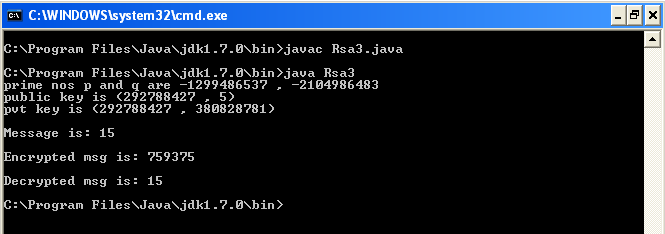 C:\WINDOWS\system32\cmd.exe
C:\Program Files\Java\jdk1.7.0\bin>javac Rsa3.java
C:\Program Files\Java\jdk1.7.0\bin>java Rsa3
prime nos p and q are -1299486537 , -2104986483
public key is (292788427 , 5)
pvt key is (292788427 , 380828781)
Message is: 15
Encrypted msg is: 759375
Decrypted msg is: 15
C:\Program Files\Java\jdk1.7.0\bin>